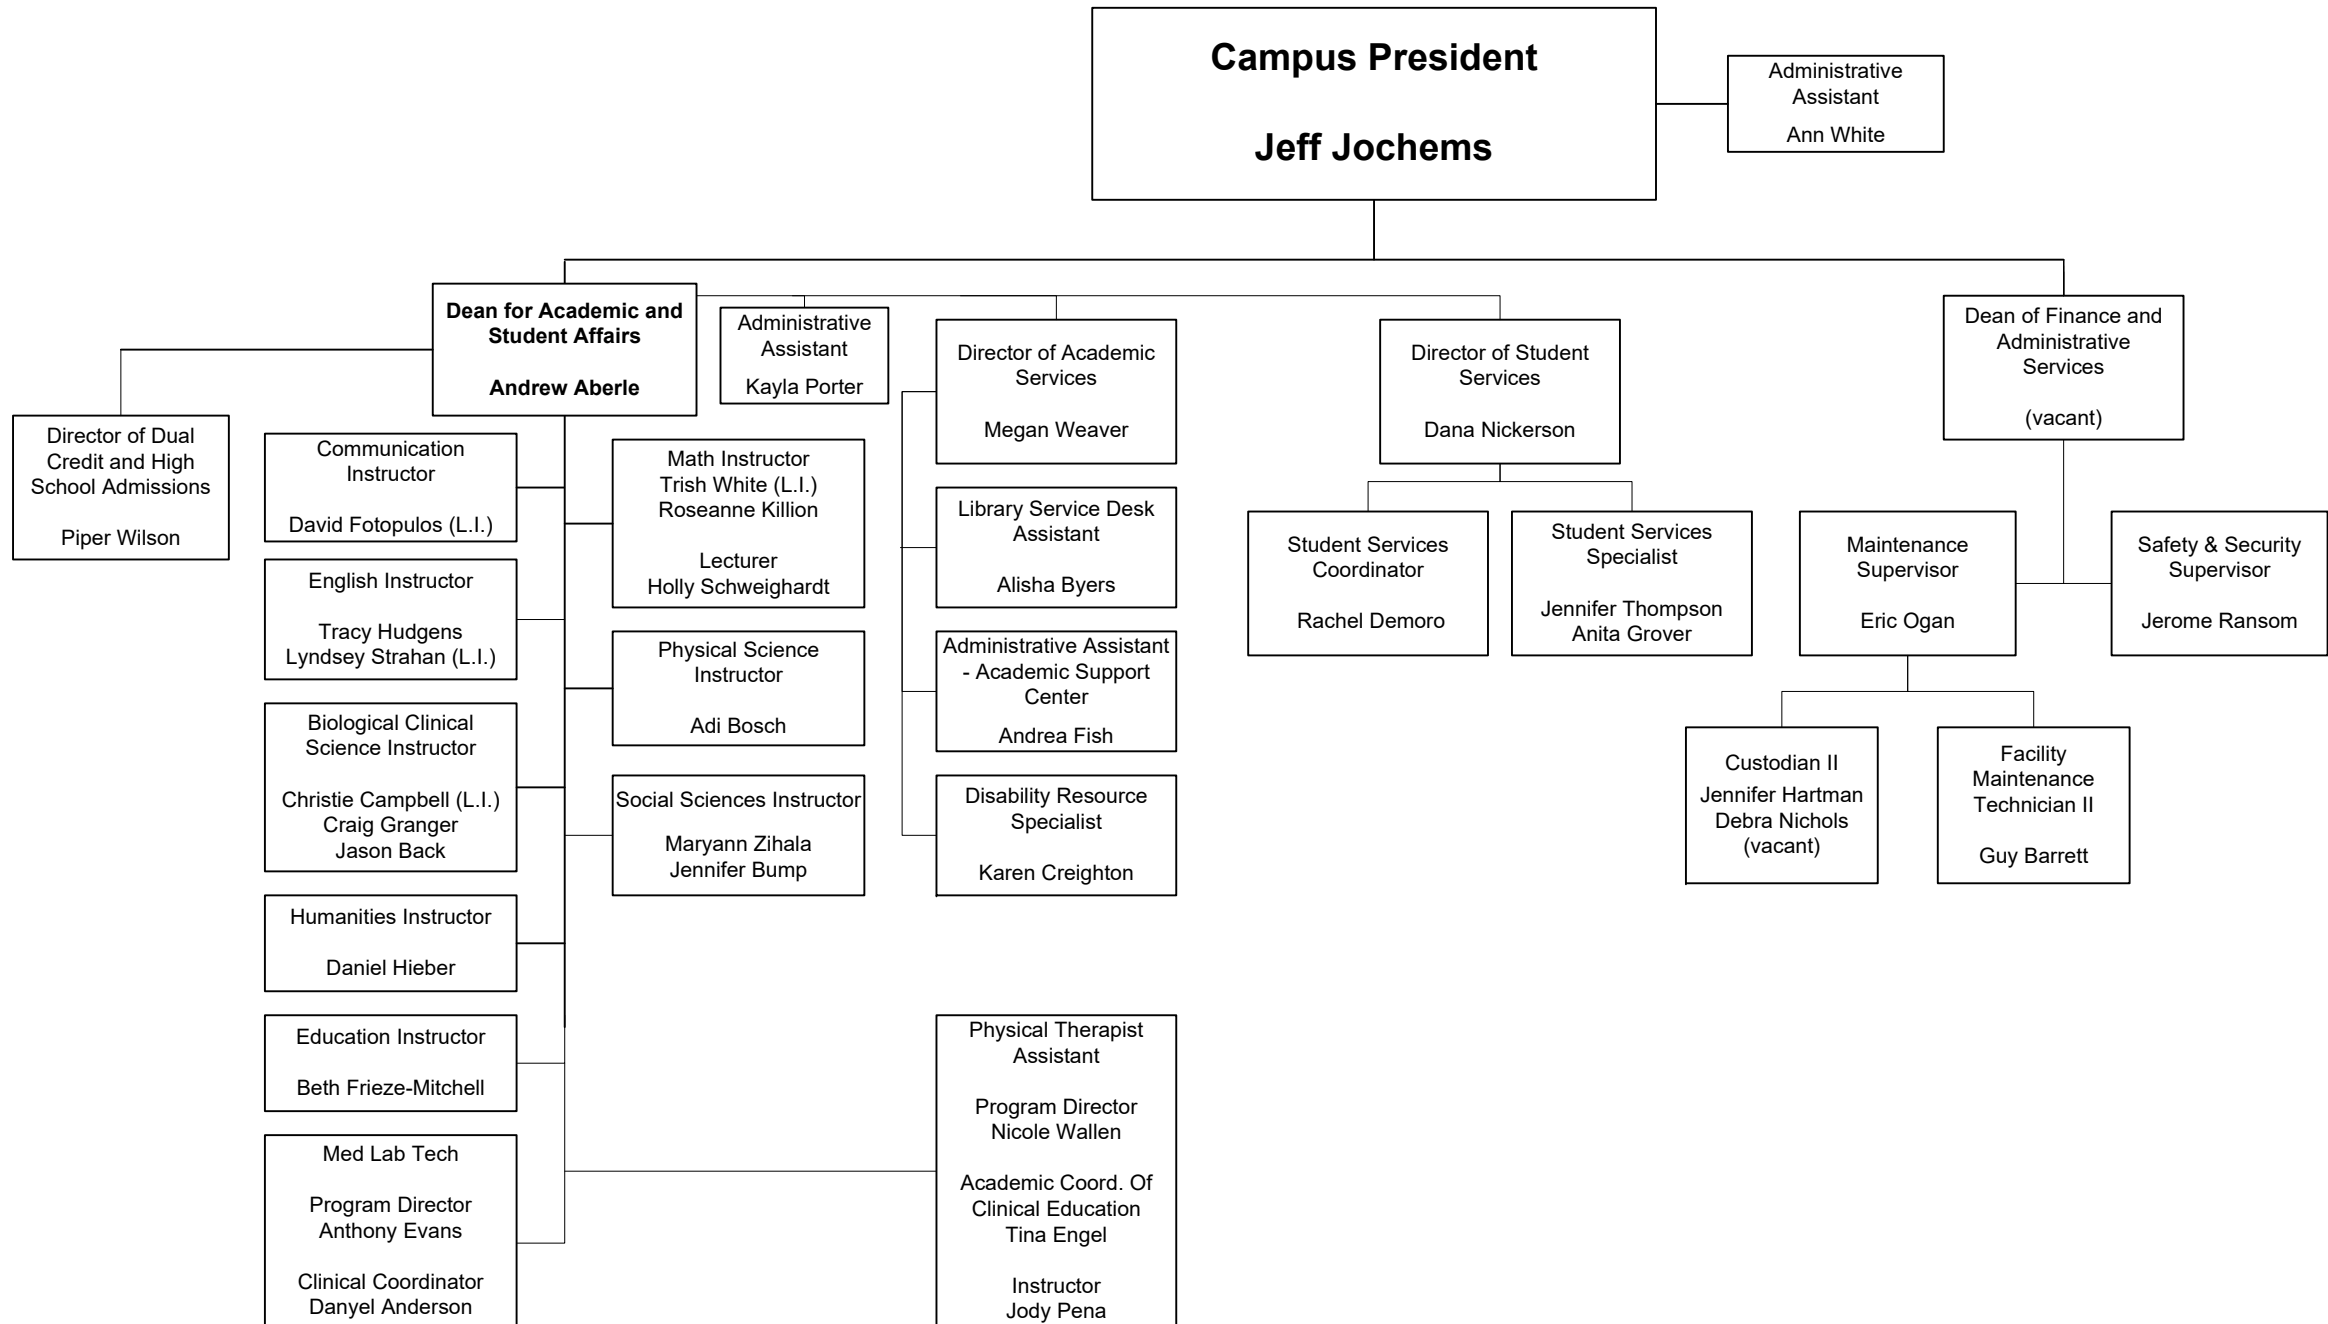 Campus President
Jeff Jochems
Administrative
Assistant
Ann White
Dean for Academic and
Student Affairs
Andrew Aberle
Administrative
Assistant
Kayla Porter
Director of Academic
Services
Megan Weaver
Director of Student
Services
Dana Nickerson
Dean of Finance and
Administrative
Services
(vacant)
Director of Dual
Credit and High
School Admissions
Piper Wilson
Communication
Instructor
David Fotopulos (L.I.)
Math Instructor
Trish White (L.I.)
Roseanne Killion
Lecturer
Holly Schweighardt
Library Service Desk
Assistant
Alisha Byers
Student Services
Coordinator
Rachel Demoro
Student Services
Specialist
Jennifer Thompson
Anita Grover
Maintenance
Supervisor
Eric Ogan
Safety & Security
Supervisor
Jerome Ransom
English Instructor
Tracy Hudgens
Lyndsey Strahan (L.I.)
Physical Science
Instructor
Adi Bosch
Administrative Assistant
- Academic Support
Center
Andrea Fish
Biological Clinical
Science Instructor
Christie Campbell (L.I.)
Craig Granger
Jason Back
Social Sciences Instructor
Maryann Zihala
Jennifer Bump
Disability Resource
Specialist
Karen Creighton
Custodian II
Jennifer Hartman
Debra Nichols
(vacant)
Facility
Maintenance
Technician II
Guy Barrett
Humanities Instructor
Daniel Hieber
Education Instructor
Beth Frieze-Mitchell
Physical Therapist
Assistant
Program Director
Nicole Wallen
Academic Coord. Of
Clinical Education
Tina Engel
Instructor
Jody Pena
Med Lab Tech
Program Director
Anthony Evans
Clinical Coordinator
Danyel Anderson